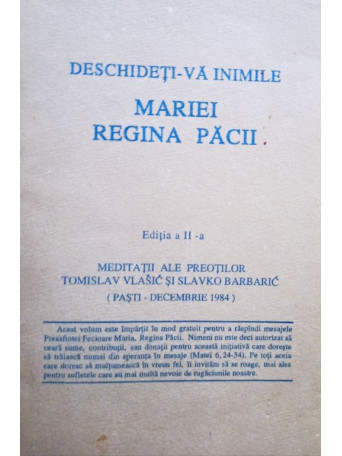 DESCHIDEȚI-VĂ INIMILE
MARIEI
REGINA PĂCII
Ediția a II -a
MEDITAȚII ALE PREOȚILOR
TOMISLAV VLAŠIĆ ȘI SLAVKO BARBARIĆ
( PAȘTI - DECEMBRIE 1984 )
Acest volum este împărțit în mod gratuit pentru a răspîndi mesajele
Preasfintei Fecioare Maria, Regina Păcii. Nimeni nu este deci autorizat să
ceară sume, contribuții, sau donații pentru această inițiativă care dorește
să trăiască numai din speranța în mesaje (Matei 6, 24-34). Pe toți aceia
care doresc să mulțumească în vreun fel, îi invităm să se roage, mai ales
pentru sufletele care au mai multă nevoie de rugăciunile noastre.